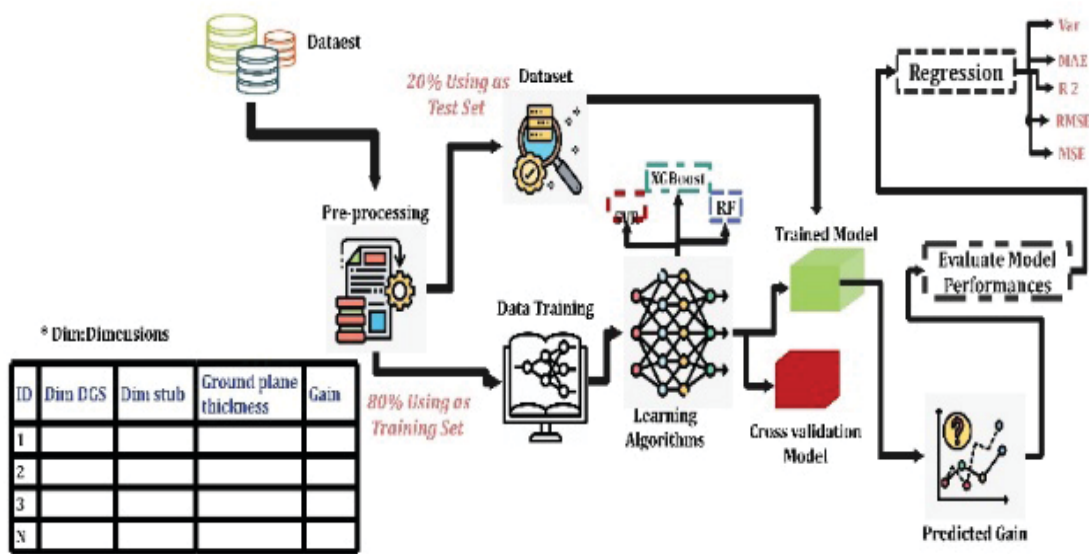 Dataest
20% Using as
Test Set
Dataset
Pre-processing
XGBoost
RF
Trained Model
Regression
Var
MAE
R 2
RMSE
MSE
Evaluate Model
Performances
Data Training
80% Using as
Training Set
Learning
Algorithms
Cross validation
Model
Predicted Gain
* Dim:Dimensions
ID Dim DGS Dim stub Ground plane thickness Gain
1
2
3
N